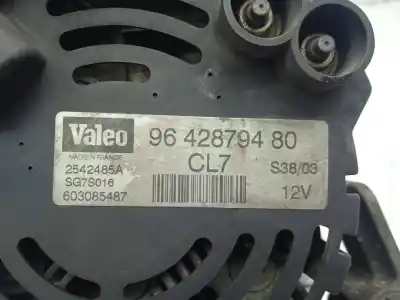 Valeo 96 428794 80
MADE IN FRANCE CL7 S38/03
2542485A
SG7S016 12V
603085487